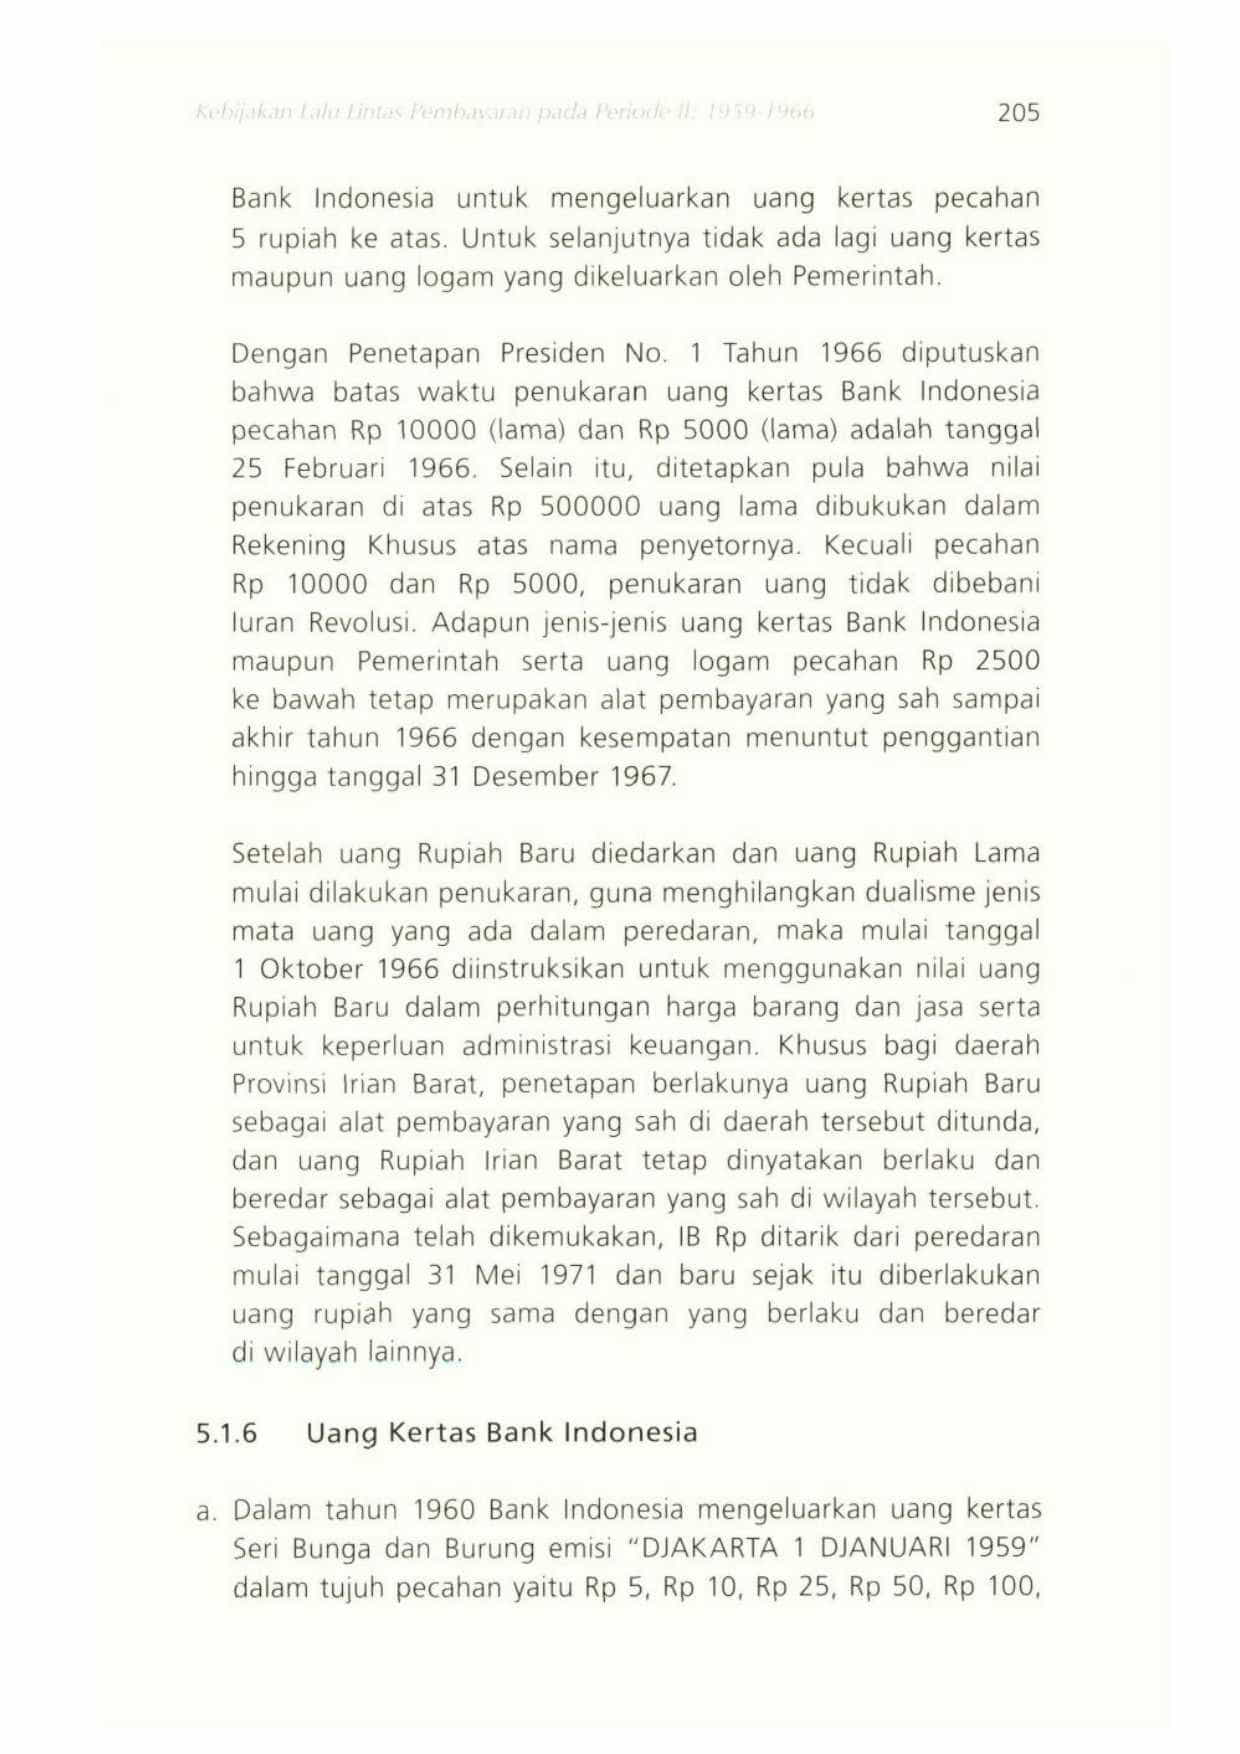 Kebijakan Lalu Lintas Pembayaran pada Periode II: 1959-1966 205
Bank Indonesia untuk mengeluarkan uang kertas pecahan
5 rupiah ke atas. Untuk selanjutnya tidak ada lagi uang kertas
maupun uang logam yang dikeluarkan oleh Pemerintah.
Dengan Penetapan Presiden No. 1 Tahun 1966 diputuskan
bahwa batas waktu penukaran uang kertas Bank Indonesia
pecahan Rp 10000 (lama) dan Rp 5000 (lama) adalah tanggal
25 Februari 1966. Selain itu, ditetapkan pula bahwa nilai
penukaran di atas Rp 500000 uang lama dibukukan dalam
Rekening Khusus atas nama penyetornya. Kecuali pecahan
Rp 10000 dan Rp 5000, penukaran uang tidak dibebani
Iuran Revolusi. Adapun jenis-jenis uang kertas Bank Indonesia
maupun Pemerintah serta uang logam pecahan Rp 2500
ke bawah tetap merupakan alat pembayaran yang sah sampai
akhir tahun 1966 dengan kesempatan menuntut penggantian
hingga tanggal 31 Desember 1967.
Setelah uang Rupiah Baru diedarkan dan uang Rupiah Lama
mulai dilakukan penukaran, guna menghilangkan dualisme jenis
mata uang yang ada dalam peredaran, maka mulai tanggal
1 Oktober 1966 diinstruksikan untuk menggunakan nilai uang
Rupiah Baru dalam perhitungan harga barang dan jasa serta
untuk keperluan administrasi keuangan. Khusus bagi daerah
Provinsi Irian Barat, penetapan berlakunya uang Rupiah Baru
sebagai alat pembayaran yang sah di daerah tersebut ditunda,
dan uang Rupiah Irian Barat tetap dinyatakan berlaku dan
beredar sebagai alat pembayaran yang sah di wilayah tersebut.
Sebagaimana telah dikemukakan, IB Rp ditarik dari peredaran
mulai tanggal 31 Mei 1971 dan baru sejak itu diberlakukan
uang rupiah yang sama dengan yang berlaku dan beredar
di wilayah lainnya.
5.1.6 Uang Kertas Bank Indonesia
a. Dalam tahun 1960 Bank Indonesia mengeluarkan uang kertas
Seri Bunga dan Burung emisi "DJAKARTA 1 DJANUARI 1959"
dalam tujuh pecahan yaitu Rp 5, Rp 10, Rp 25, Rp 50, Rp 100,